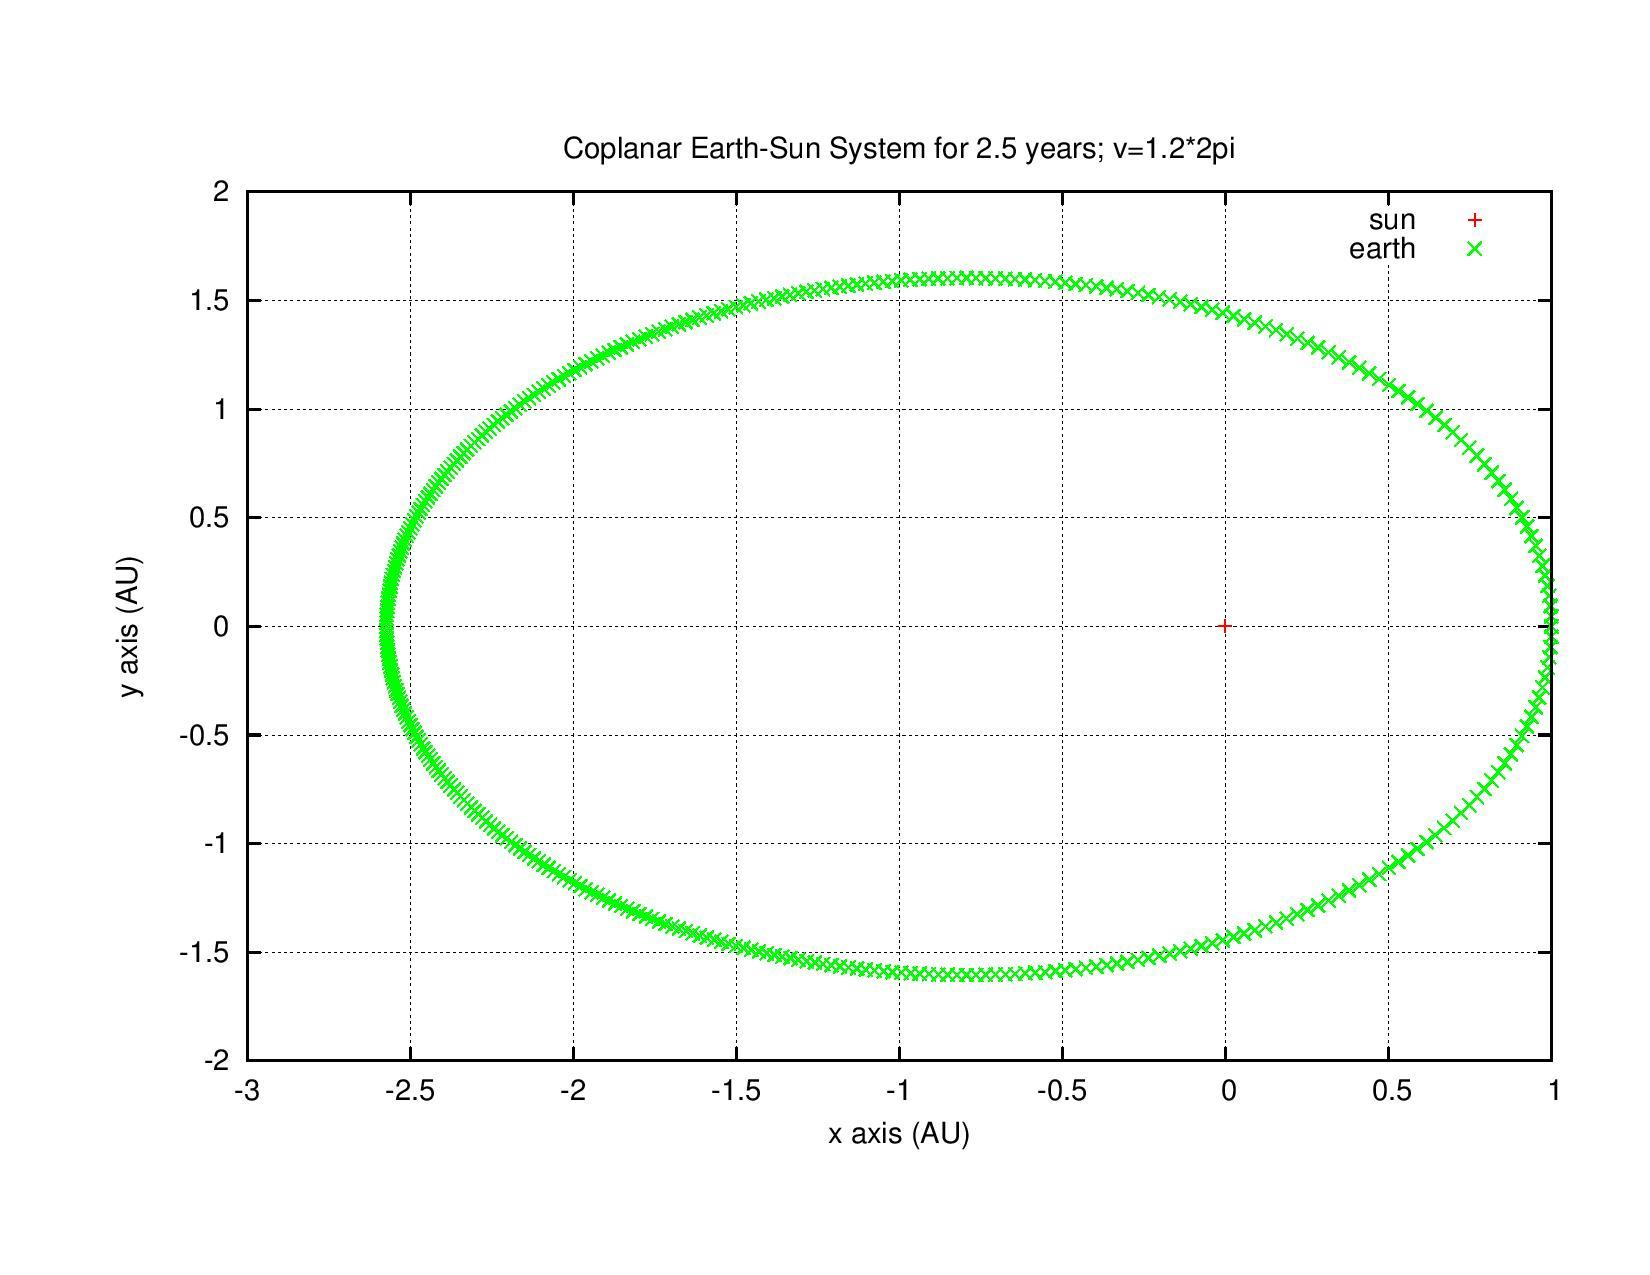 Coplanar Earth-Sun System for 2.5 years; v=1.2*2pi
sun
earth
2
1.5
1
0.5
0
-0.5
-1
-1.5
-2
y axis (AU)
-3 -2.5 -2 -1.5 -1 -0.5 0 0.5 1
x axis (AU)